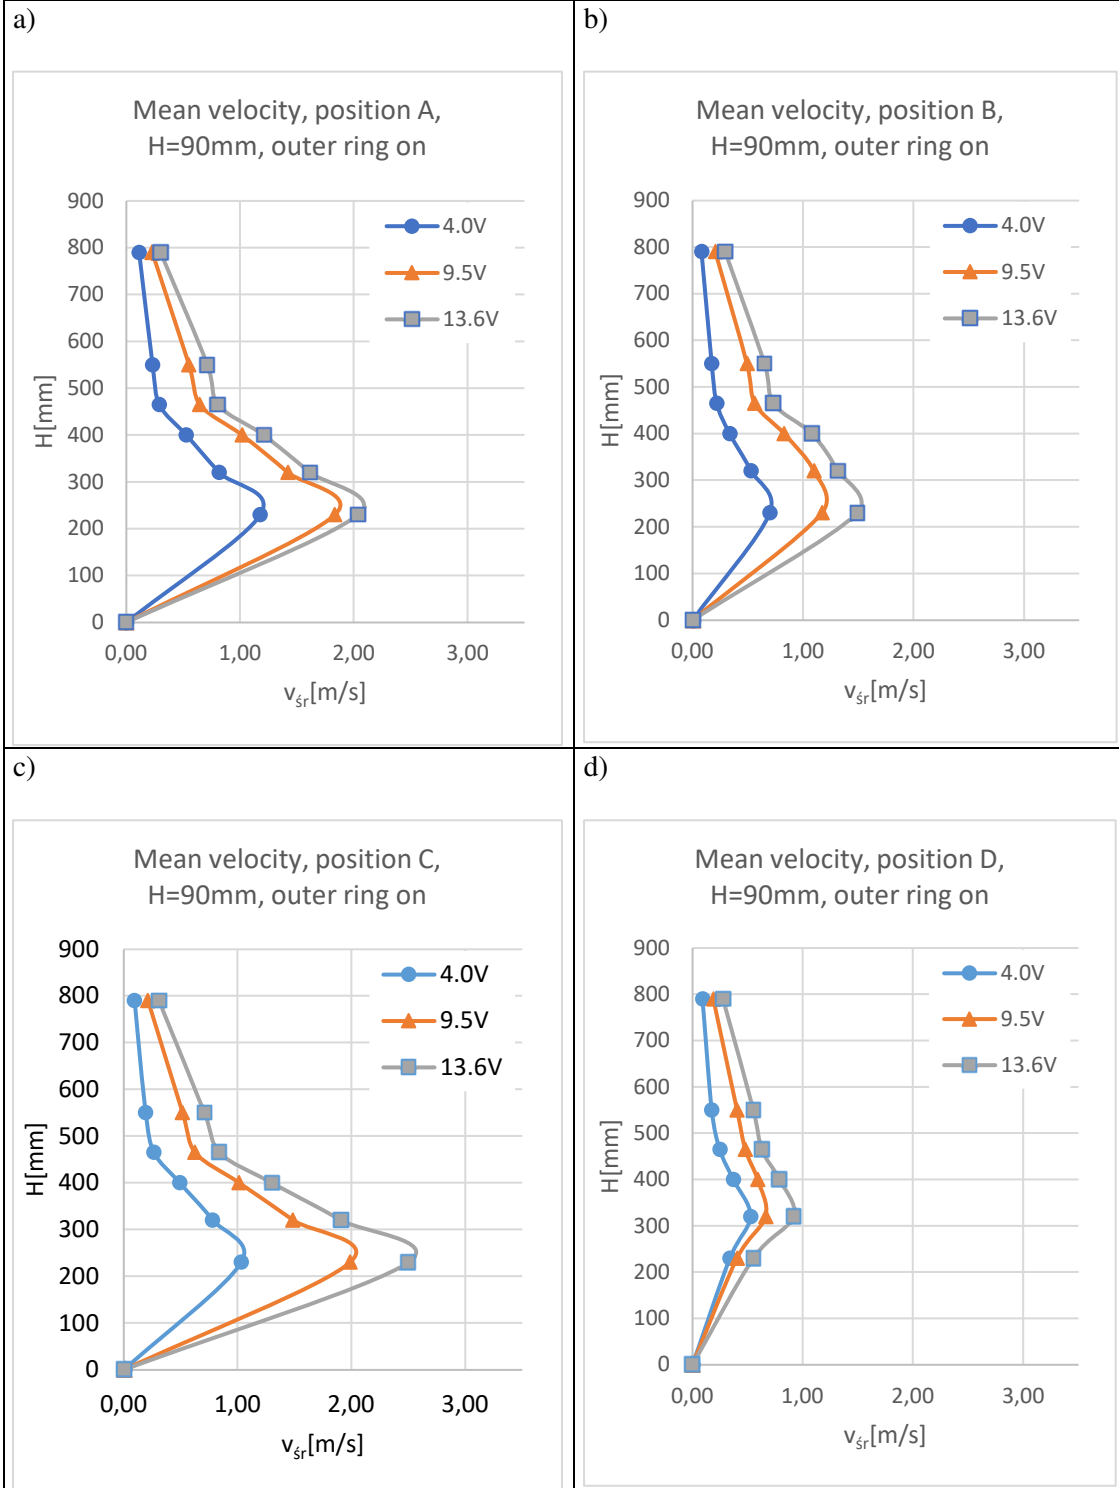 a)
Mean velocity, position A,
H=90mm, outer ring on
900
800
700
600
500
400
300
200
100
0
H[mm]
4.0V
9.5V
13.6V
0,00 1,00 2,00 3,00
vśr[m/s]
b)
Mean velocity, position B,
H=90mm, outer ring on
900
800
700
600
500
400
300
200
100
0
H[mm]
4.0V
9.5V
13.6V
0,00 1,00 2,00 3,00
vśr[m/s]
c)
Mean velocity, position C,
H=90mm, outer ring on
900
800
700
600
500
400
300
200
100
0
H[mm]
4.0V
9.5V
13.6V
0,00 1,00 2,00 3,00
vśr[m/s]
d)
Mean velocity, position D,
H=90mm, outer ring on
900
800
700
600
500
400
300
200
100
0
H[mm]
4.0V
9.5V
13.6V
0,00 1,00 2,00 3,00
vśr[m/s]